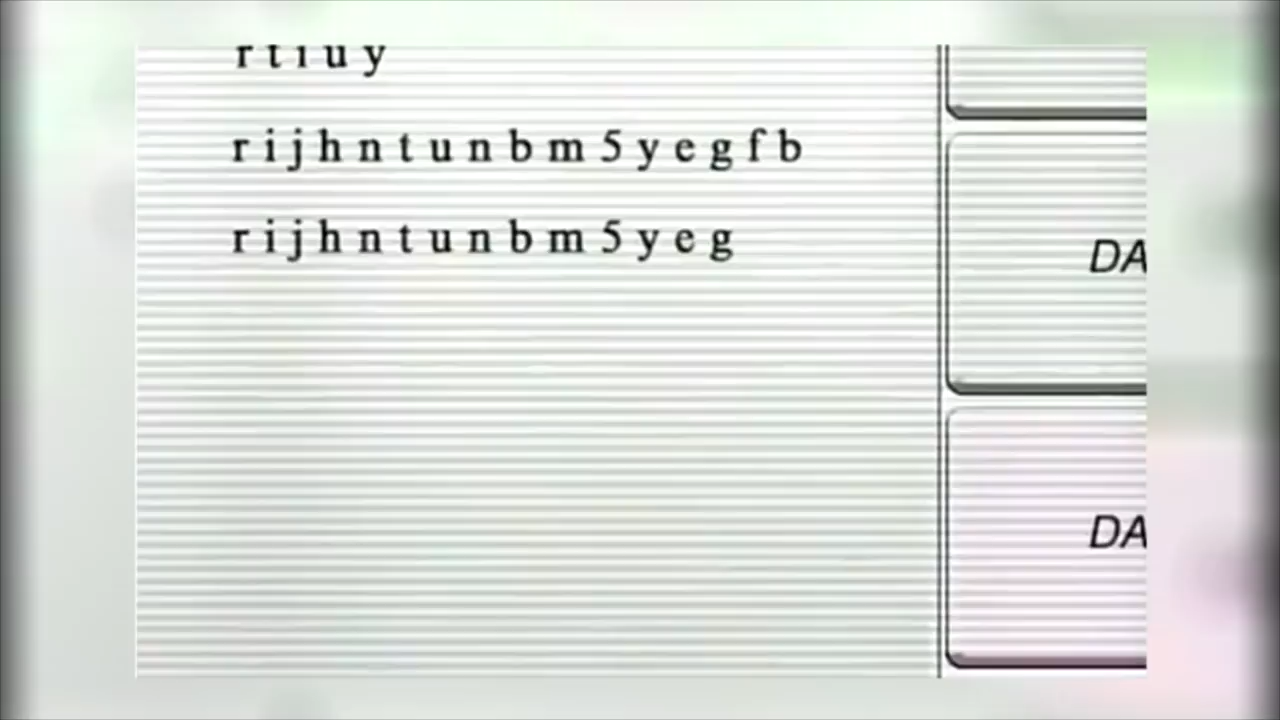 r t i u y
r i j h n t u n b m 5 y e g f b
r i j h n t u n b m 5 y e g
DA
DA